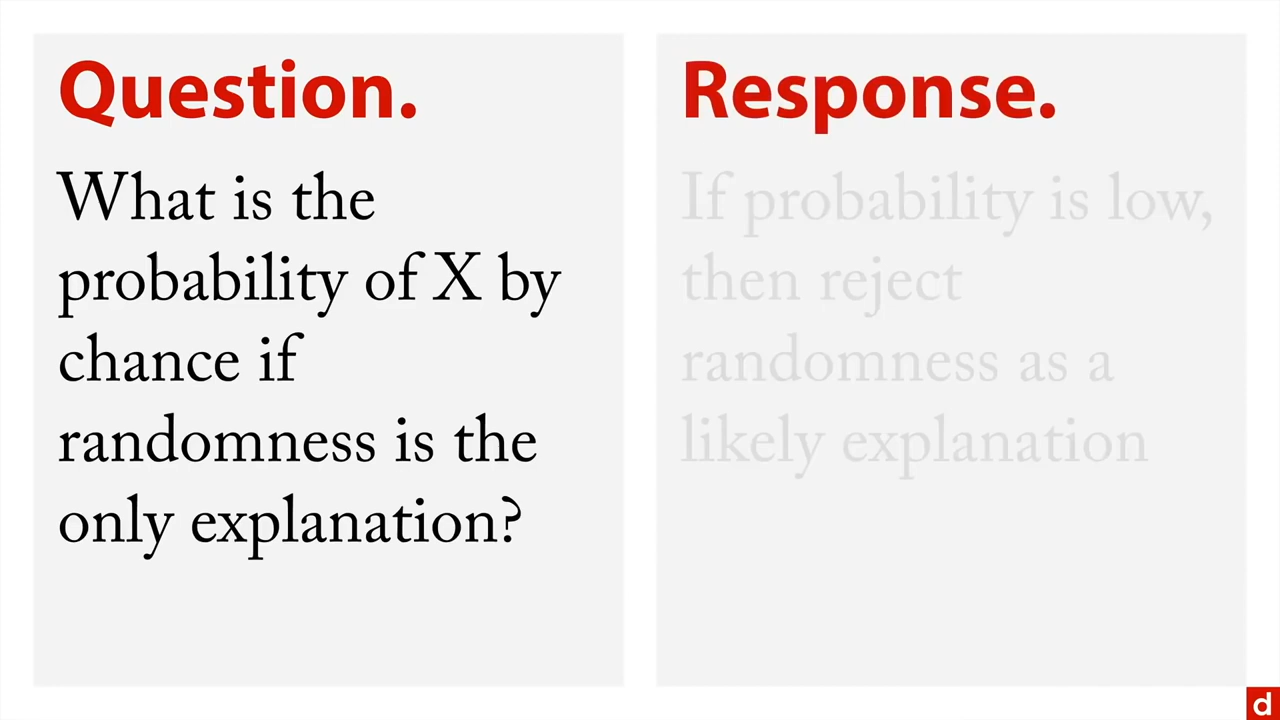 Question.
What is the
probability of X by
chance if
randomness is the
only explanation?
Response.
If probability is low,
then reject
randomness as a
likely explanation
d